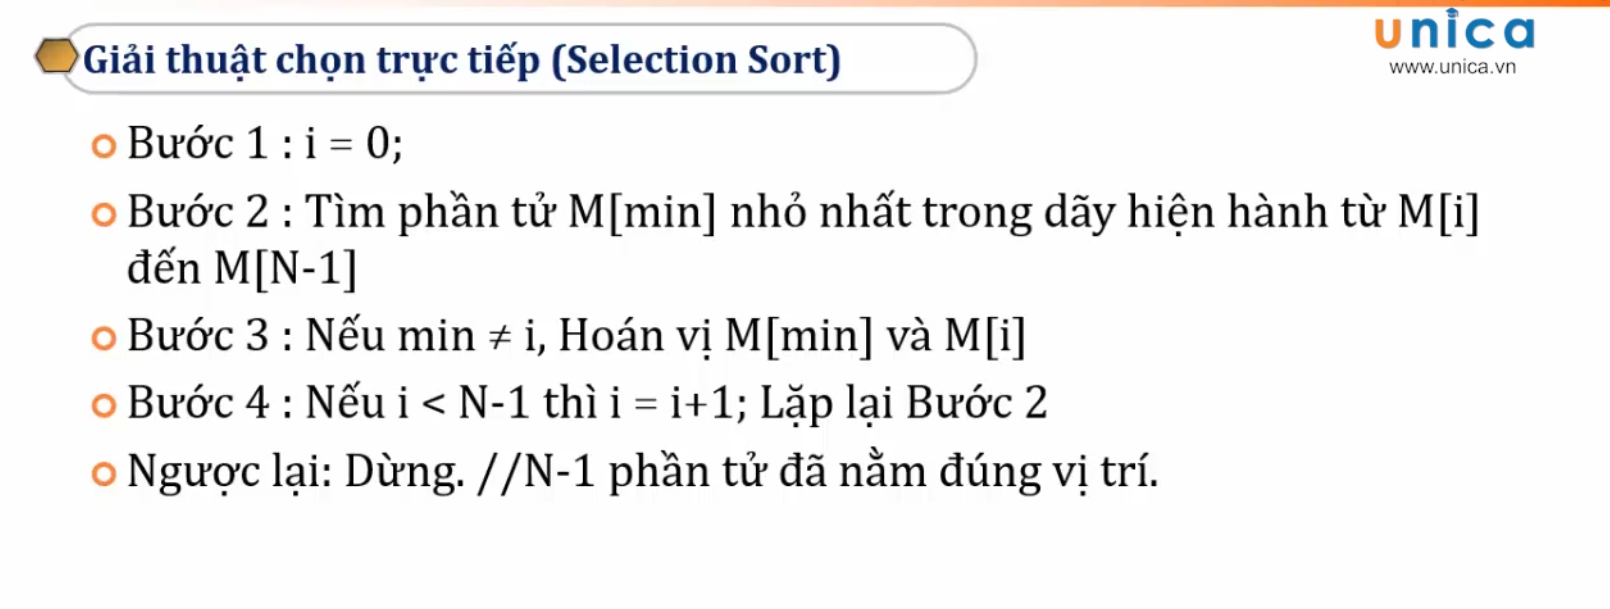 Giải thuật chọn trực tiếp (Selection Sort)
unica
www.unica.vn
Bước 1 : i = 0;
Bước 2 : Tìm phần tử M[min] nhỏ nhất trong dãy hiện hành từ M[i]
đến M[N-1]
Bước 3 : Nếu min ≠ i, Hoán vị M[min] và M[i]
Bước 4 : Nếu i < N-1 thì i = i+1; Lặp lại Bước 2
Ngược lại: Dừng. //N-1 phần tử đã nằm đúng vị trí.